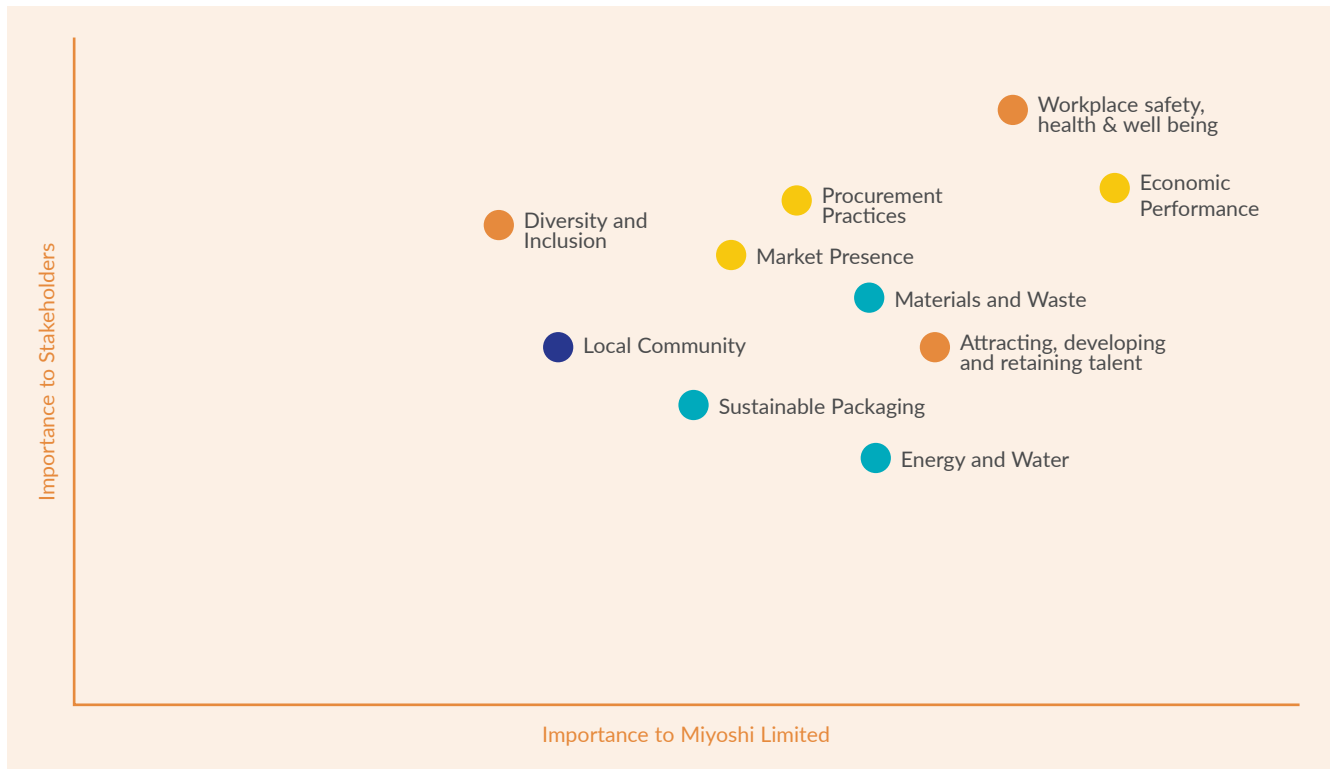 Workplace safety,
health & well being
Economic
Performance
Procurement
Practices
Diversity and
Inclusion
Market Presence
Materials and Waste
Attracting, developing
and retaining talent
Local Community
Sustainable Packaging
Energy and Water
Importance to Stakeholders
Importance to Miyoshi Limited